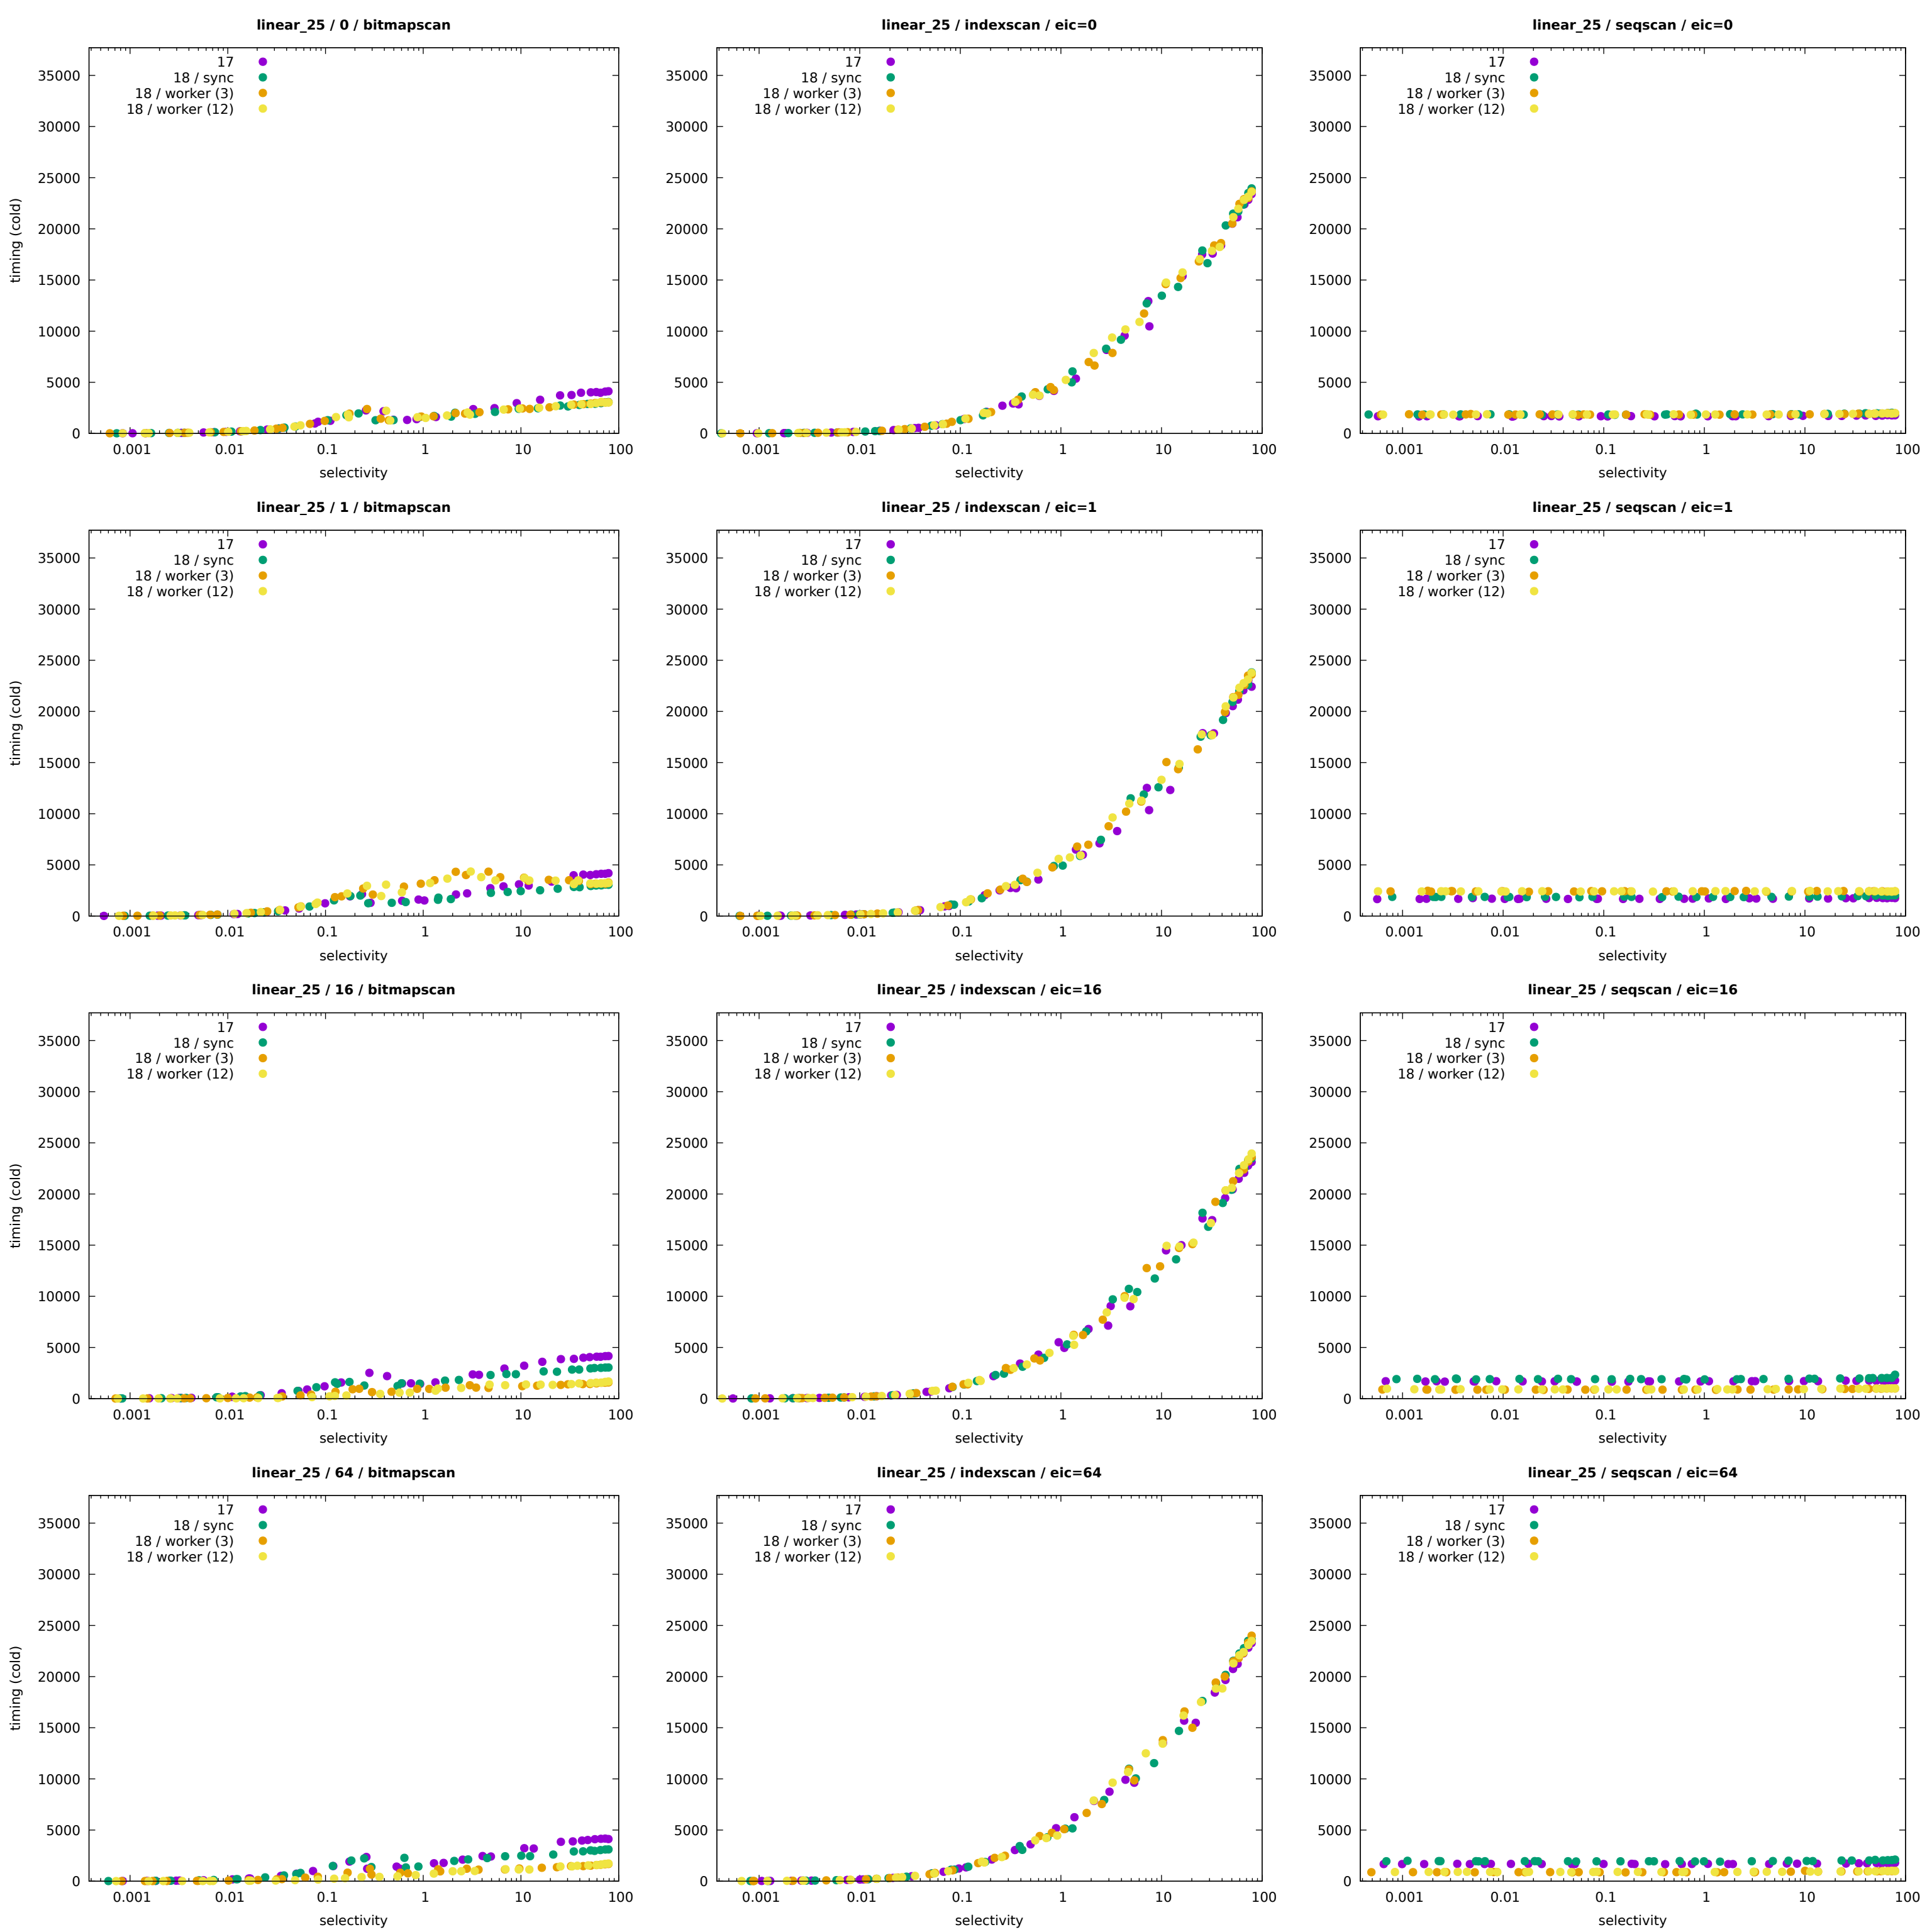 linear_25 / 0 / bitmapscan
timing (cold)
35000
30000
25000
20000
15000
10000
5000
0
17
18 / sync
18 / worker (3)
18 / worker (12)
0.001 0.01 0.1 1 10 100
selectivity
linear_25 / indexscan / eic=0
35000
30000
25000
20000
15000
10000
5000
0
17
18 / sync
18 / worker (3)
18 / worker (12)
0.001 0.01 0.1 1 10 100
selectivity
linear_25 / seqscan / eic=0
35000
30000
25000
20000
15000
10000
5000
0
17
18 / sync
18 / worker (3)
18 / worker (12)
0.001 0.01 0.1 1 10 100
selectivity
linear_25 / 1 / bitmapscan
timing (cold)
35000
30000
25000
20000
15000
10000
5000
0
17
18 / sync
18 / worker (3)
18 / worker (12)
0.001 0.01 0.1 1 10 100
selectivity
linear_25 / indexscan / eic=1
35000
30000
25000
20000
15000
10000
5000
0
17
18 / sync
18 / worker (3)
18 / worker (12)
0.001 0.01 0.1 1 10 100
selectivity
linear_25 / seqscan / eic=1
35000
30000
25000
20000
15000
10000
5000
0
17
18 / sync
18 / worker (3)
18 / worker (12)
0.001 0.01 0.1 1 10 100
selectivity
linear_25 / 16 / bitmapscan
timing (cold)
35000
30000
25000
20000
15000
10000
5000
0
17
18 / sync
18 / worker (3)
18 / worker (12)
0.001 0.01 0.1 1 10 100
selectivity
linear_25 / indexscan / eic=16
35000
30000
25000
20000
15000
10000
5000
0
17
18 / sync
18 / worker (3)
18 / worker (12)
0.001 0.01 0.1 1 10 100
selectivity
linear_25 / seqscan / eic=16
35000
30000
25000
20000
15000
10000
5000
0
17
18 / sync
18 / worker (3)
18 / worker (12)
0.001 0.01 0.1 1 10 100
selectivity
linear_25 / 64 / bitmapscan
timing (cold)
35000
30000
25000
20000
15000
10000
5000
0
17
18 / sync
18 / worker (3)
18 / worker (12)
0.001 0.01 0.1 1 10 100
selectivity
linear_25 / indexscan / eic=64
35000
30000
25000
20000
15000
10000
5000
0
17
18 / sync
18 / worker (3)
18 / worker (12)
0.001 0.01 0.1 1 10 100
selectivity
linear_25 / seqscan / eic=64
35000
30000
25000
20000
15000
10000
5000
0
17
18 / sync
18 / worker (3)
18 / worker (12)
0.001 0.01 0.1 1 10 100
selectivity